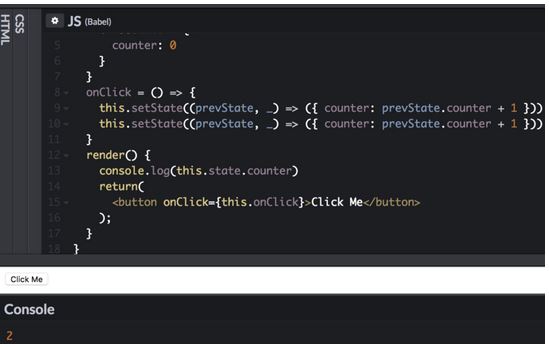 HTML
CSS
JS (Babel)
5 counter: 0
6 }
7 }
8 onClick = () => {
9 this.setState((prevState, _) => ({ counter: prevState.counter + 1 }))
10 this.setState((prevState, _) => ({ counter: prevState.counter + 1 }))
11 }
12 render() {
13 console.log(this.state.counter)
14 return(
15 <button onClick={this.onClick}>Click Me</button>
16 );
17 }
18 }
Click Me
Console
2